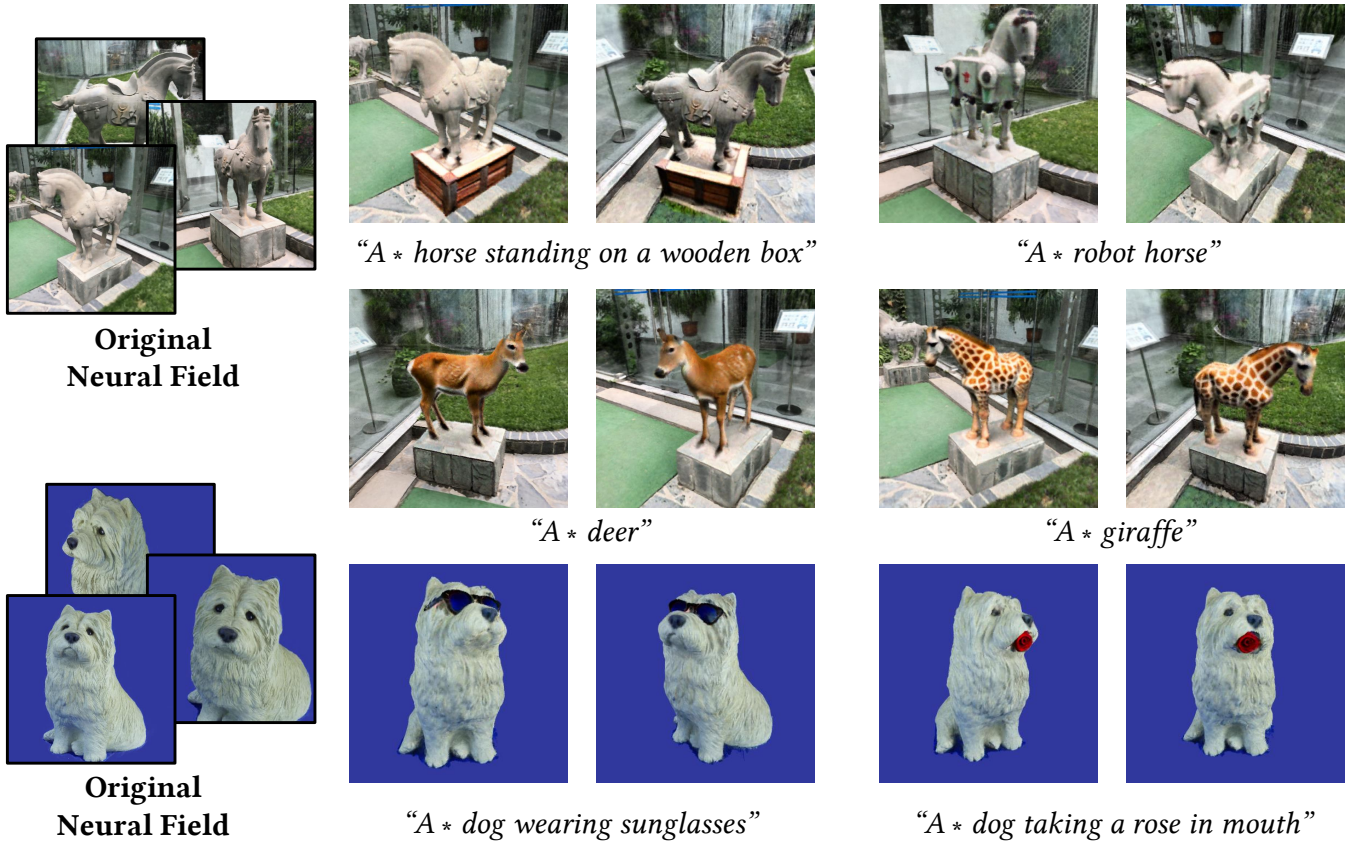 “A * horse standing on a wooden box”
“A * robot horse”
Original
Neural Field
“A * deer”
“A * giraffe”
Original
Neural Field
“A * dog wearing sunglasses”
“A * dog taking a rose in mouth”